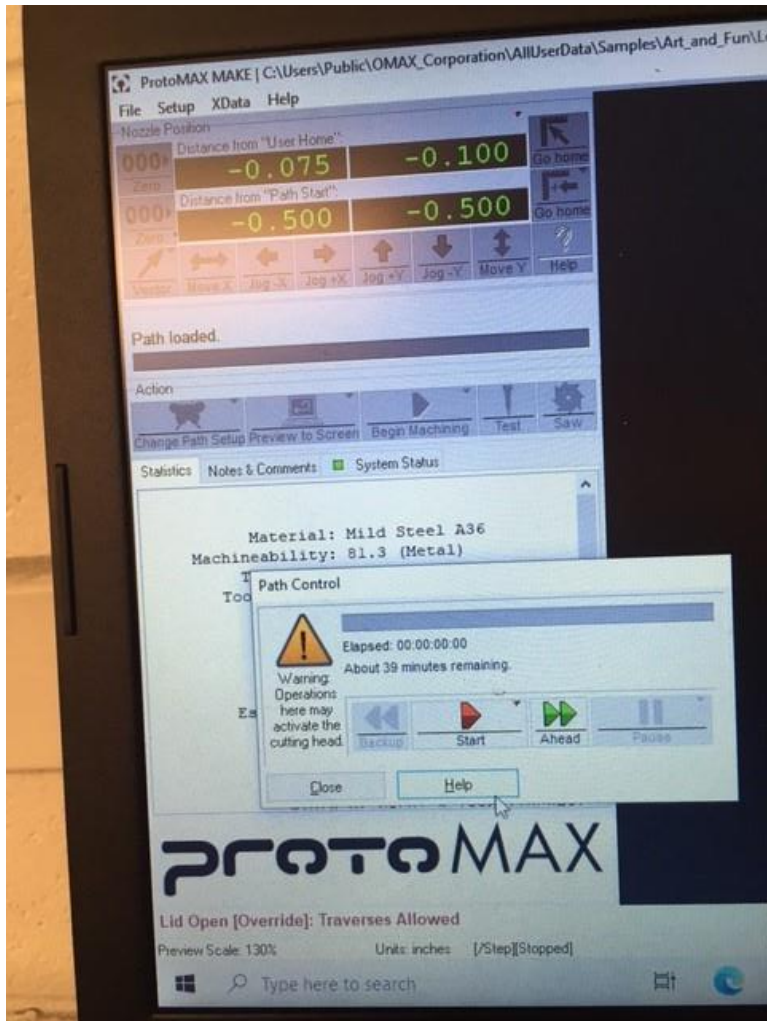 ProtoMAX MAKE | C:\Users\Public\OMAX_Corporation\AllUserData\Samples\Art_and_Fun\L
File Setup XData Help
Nozzle Position
Distance from "User Home":
000 -0.075 -0.100
Zero Go home
Distance from "Path Start":
000 -0.500 -0.500
Zero Go home
Vector Move X Jog -X Jog +X Jog +Y Jog -Y Move Y Help
Path loaded.
Action
Change Path Setup Preview to Screen Begin Machining Test Saw
Statistics Notes & Comments System Status
Material: Mild Steel A36
Machineability: 81.3 (Metal)
T
Too
Es
Path Control
Elapsed: 00:00:00:00
About 39 minutes remaining.
Warning:
Operations
here may
activate the
cutting head.
Backup Start Ahead Pause
Close Help
protoMAX
Lid Open [Override]: Traverses Allowed
Preview Scale: 130% Units: inches [/Step][Stopped]
Type here to search